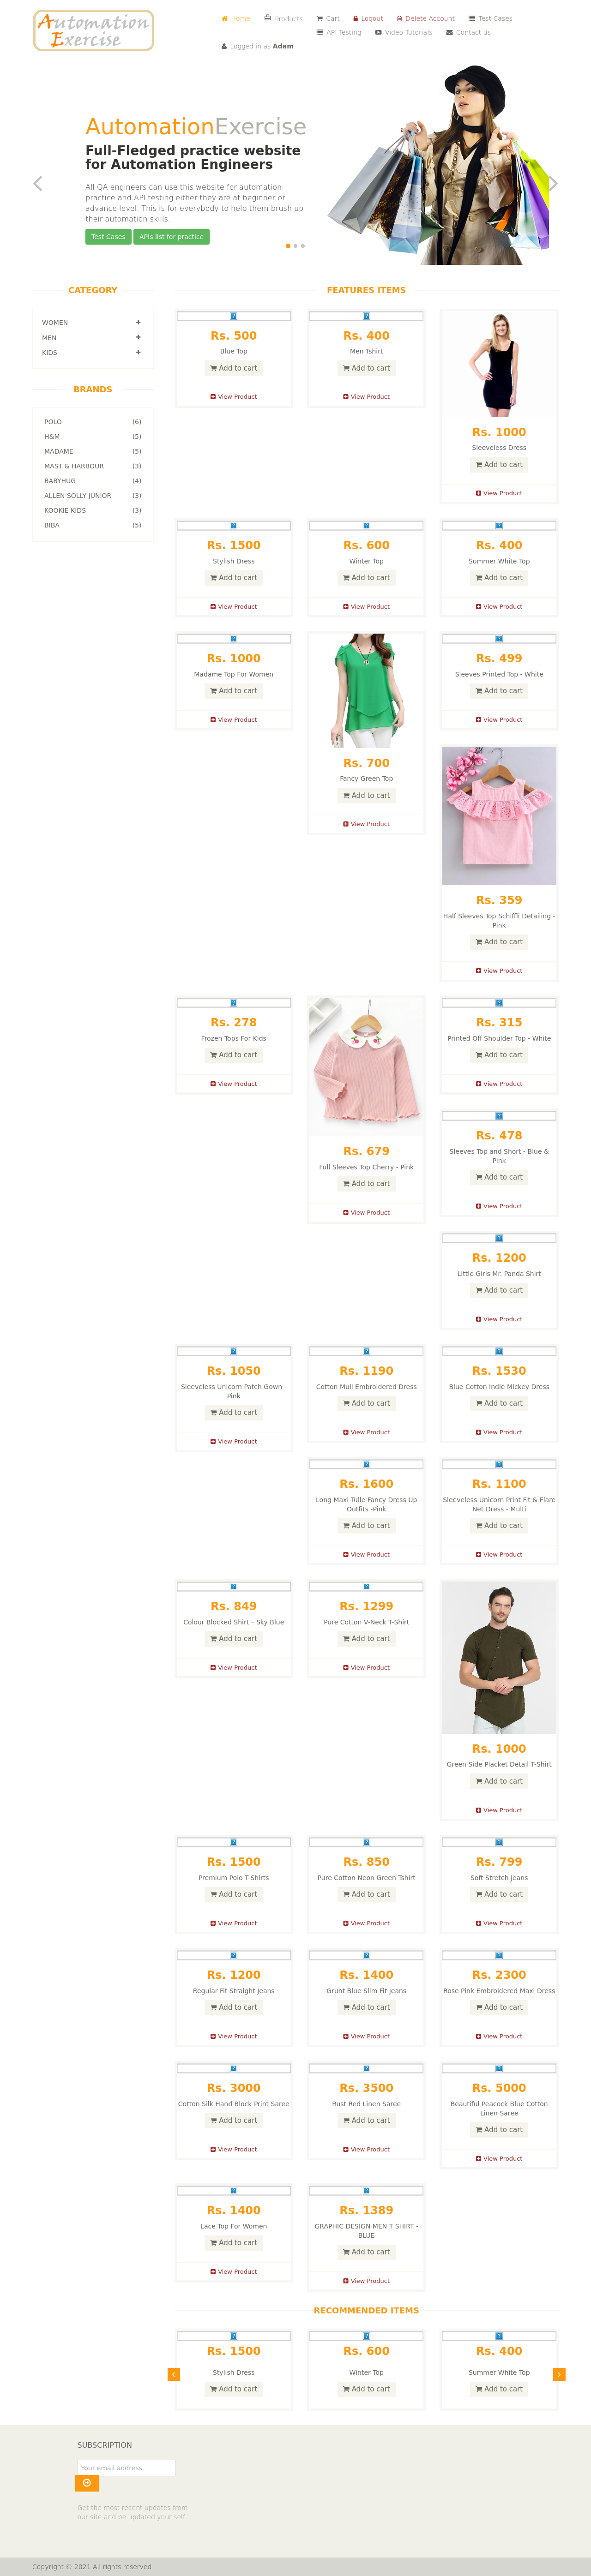 Automation
Exercise
Home
Products
Cart
Logout
Delete Account
Test Cases
API Testing
Video Tutorials
Contact us
Logged in as Adam
AutomationExercise
Full-Fledged practice website
for Automation Engineers
All QA engineers can use this website for automation
practice and API testing either they are at beginner or
advance level. This is for everybody to help them brush up
their automation skills.
Test Cases
APIs list for practice
CATEGORY
WOMEN
MEN
KIDS
BRANDS
POLO (6)
H&M (5)
MADAME (5)
MAST & HARBOUR (3)
BABYHUG (4)
ALLEN SOLLY JUNIOR (3)
KOOKIE KIDS (3)
BIBA (5)
FEATURES ITEMS
Rs. 500
Blue Top
Add to cart
View Product
Rs. 400
Men Tshirt
Add to cart
View Product
Rs. 1000
Sleeveless Dress
Add to cart
View Product
Rs. 1500
Stylish Dress
Add to cart
View Product
Rs. 600
Winter Top
Add to cart
View Product
Rs. 400
Summer White Top
Add to cart
View Product
Rs. 1000
Madame Top For Women
Add to cart
View Product
Rs. 700
Fancy Green Top
Add to cart
View Product
Rs. 499
Sleeves Printed Top - White
Add to cart
View Product
Rs. 359
Half Sleeves Top Schiffli Detailing -
Pink
Add to cart
View Product
Rs. 278
Frozen Tops For Kids
Add to cart
View Product
Rs. 679
Full Sleeves Top Cherry - Pink
Add to cart
View Product
Rs. 315
Printed Off Shoulder Top - White
Add to cart
View Product
Rs. 478
Sleeves Top and Short - Blue &
Pink
Add to cart
View Product
Rs. 1200
Little Girls Mr. Panda Shirt
Add to cart
View Product
Rs. 1050
Sleeveless Unicorn Patch Gown -
Pink
Add to cart
View Product
Rs. 1190
Cotton Mull Embroidered Dress
Add to cart
View Product
Rs. 1530
Blue Cotton Indie Mickey Dress
Add to cart
View Product
Rs. 1600
Long Maxi Tulle Fancy Dress Up
Outfits -Pink
Add to cart
View Product
Rs. 1100
Sleeveless Unicorn Print Fit & Flare
Net Dress - Multi
Add to cart
View Product
Rs. 849
Colour Blocked Shirt – Sky Blue
Add to cart
View Product
Rs. 1299
Pure Cotton V-Neck T-Shirt
Add to cart
View Product
Rs. 1000
Green Side Placket Detail T-Shirt
Add to cart
View Product
Rs. 1500
Premium Polo T-Shirts
Add to cart
View Product
Rs. 850
Pure Cotton Neon Green Tshirt
Add to cart
View Product
Rs. 799
Soft Stretch Jeans
Add to cart
View Product
Rs. 1200
Regular Fit Straight Jeans
Add to cart
View Product
Rs. 1400
Grunt Blue Slim Fit Jeans
Add to cart
View Product
Rs. 2300
Rose Pink Embroidered Maxi Dress
Add to cart
View Product
Rs. 3000
Cotton Silk Hand Block Print Saree
Add to cart
View Product
Rs. 3500
Rust Red Linen Saree
Add to cart
View Product
Rs. 5000
Beautiful Peacock Blue Cotton
Linen Saree
Add to cart
View Product
Rs. 1400
Lace Top For Women
Add to cart
View Product
Rs. 1389
GRAPHIC DESIGN MEN T SHIRT -
BLUE
Add to cart
View Product
RECOMMENDED ITEMS
Rs. 1500
Stylish Dress
Add to cart
Rs. 600
Winter Top
Add to cart
Rs. 400
Summer White Top
Add to cart
SUBSCRIPTION
Your email address
Get the most recent updates from
our site and be updated your self...
Copyright © 2021 All rights reserved